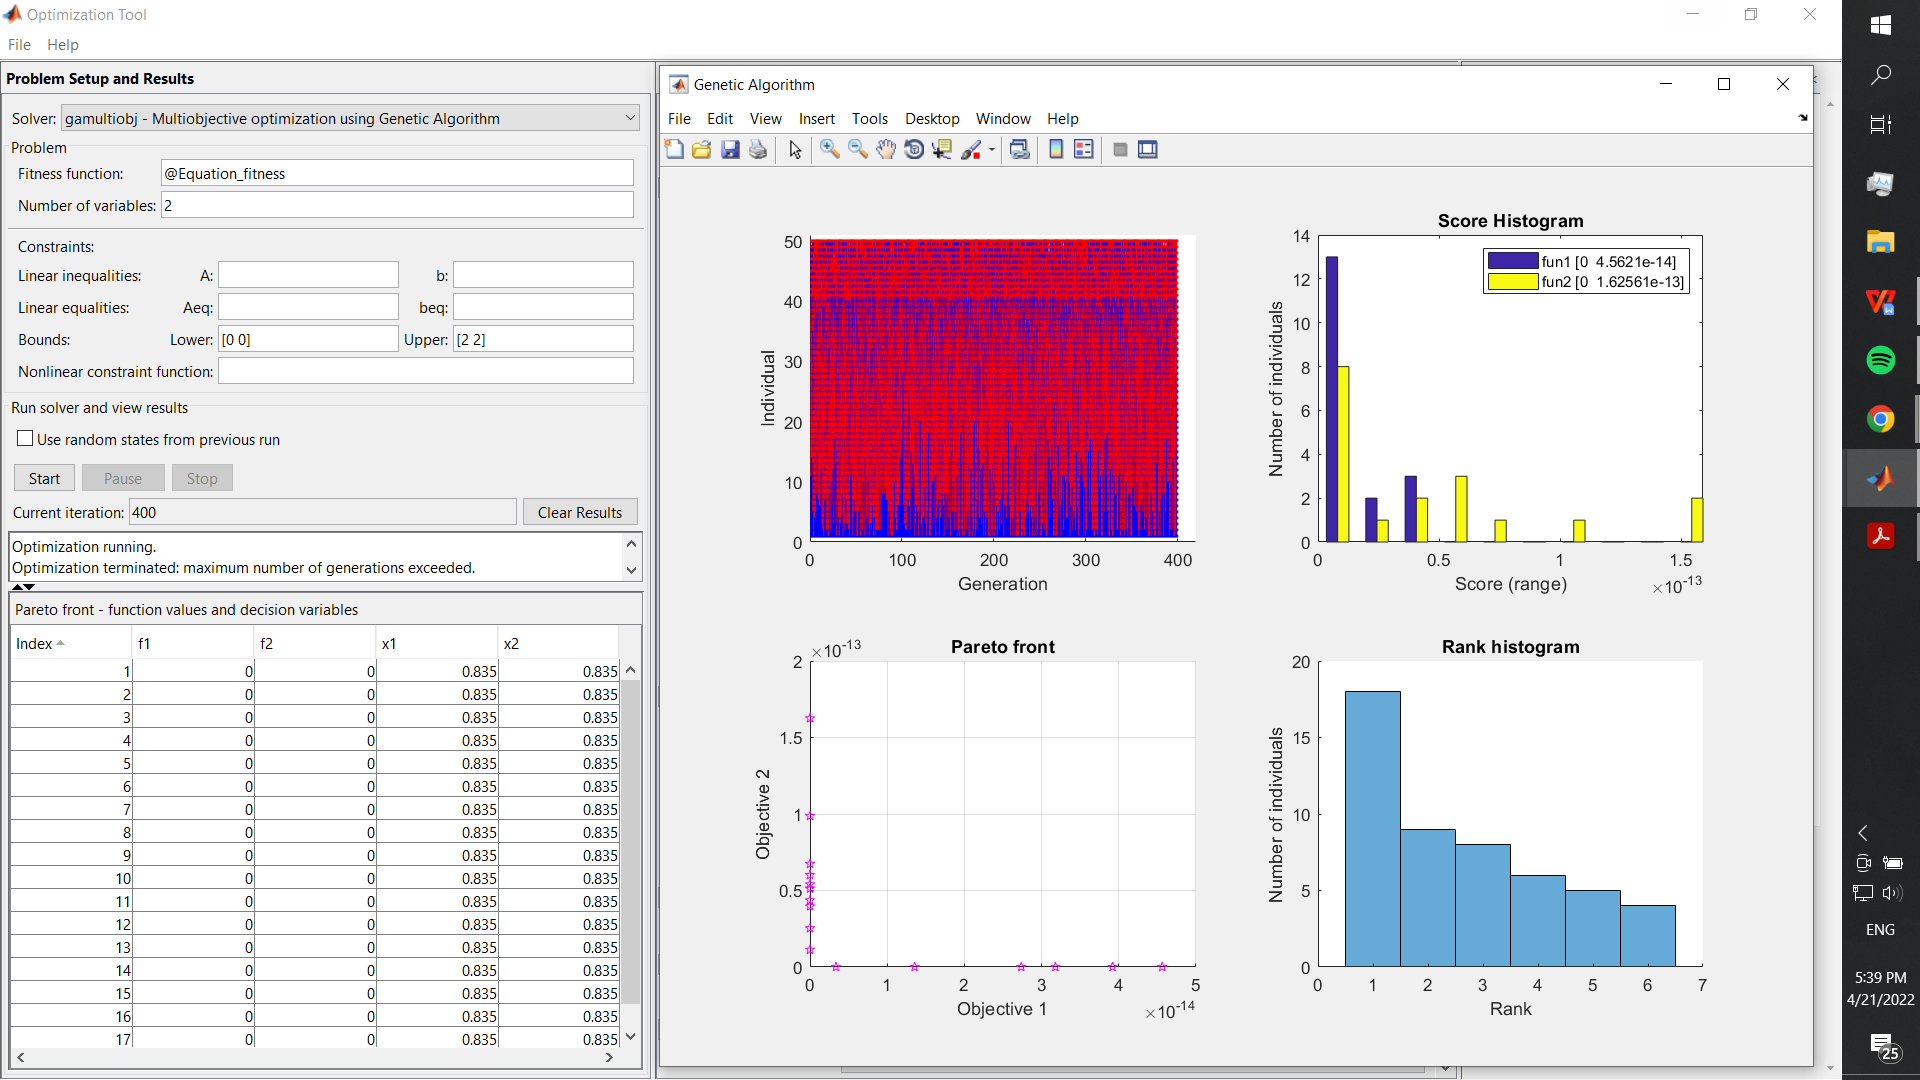 Optimization Tool
File Help
Problem Setup and Results
Solver: gamultiobj - Multiobjective optimization using Genetic Algorithm
Problem
Fitness function: @Equation_fitness
Number of variables: 2
Constraints:
Linear inequalities: A: b:
Linear equalities: Aeq: beq:
Bounds: Lower: [0 0] Upper: [2 2]
Nonlinear constraint function:
Run solver and view results
Use random states from previous run
Start Pause Stop
Current iteration: 400 Clear Results
Optimization running.
Optimization terminated: maximum number of generations exceeded.
Pareto front - function values and decision variables
Index f1 f2 x1 x2
1 0 0 0.835 0.835
2 0 0 0.835 0.835
3 0 0 0.835 0.835
4 0 0 0.835 0.835
5 0 0 0.835 0.835
6 0 0 0.835 0.835
7 0 0 0.835 0.835
8 0 0 0.835 0.835
9 0 0 0.835 0.835
10 0 0 0.835 0.835
11 0 0 0.835 0.835
12 0 0 0.835 0.835
13 0 0 0.835 0.835
14 0 0 0.835 0.835
15 0 0 0.835 0.835
16 0 0 0.835 0.835
17 0 0 0.835 0.835
Genetic Algorithm
File Edit View Insert Tools Desktop Window Help
50
40
30
20
10
0
Individual
0 100 200 300 400
Generation
Score Histogram
fun1 [0 4.5621e-14]
fun2 [0 1.62561e-13]
14
12
10
8
6
4
2
0
Number of individuals
0 0.5 1 1.5
Score (range) ×10-13
Pareto front
×10-13
2
1.5
1
0.5
0
Objective 2
0 1 2 3 4 5
Objective 1 ×10-14
Rank histogram
20
15
10
5
0
Number of individuals
0 1 2 3 4 5 6 7
Rank
ENG
5:39 PM
4/21/2022
25